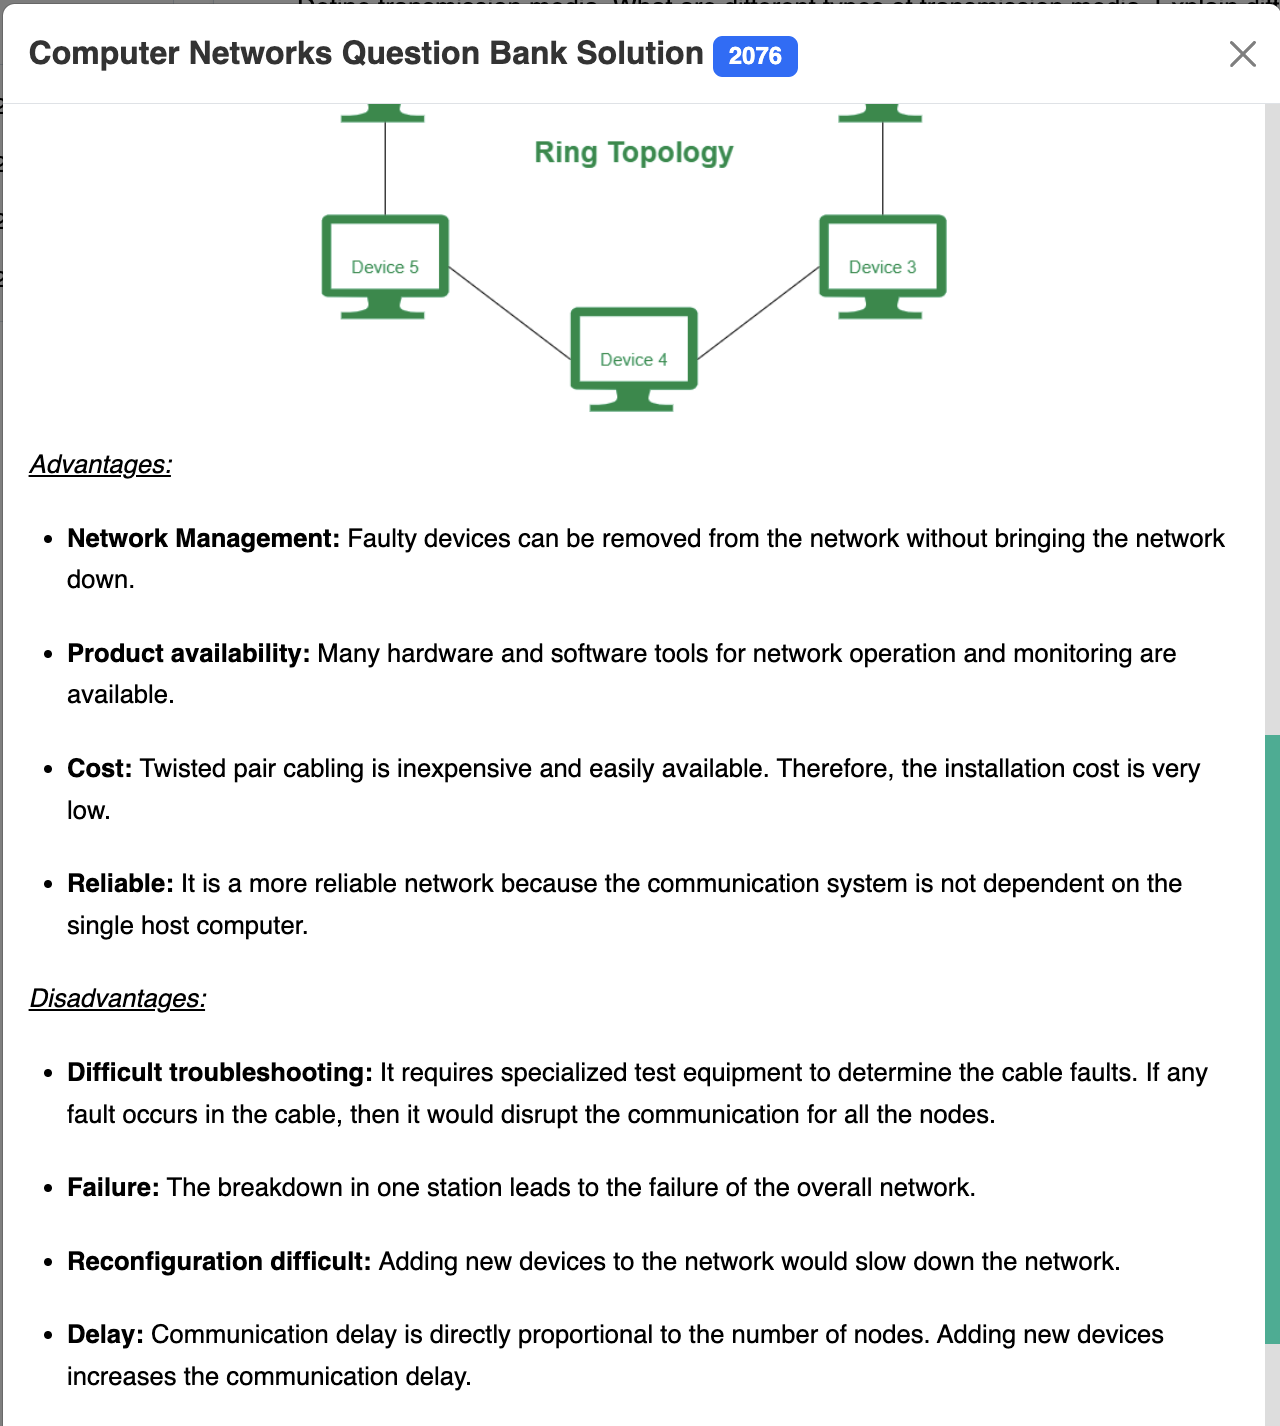 Computer Networks Question Bank Solution 2076
Ring Topology
Device 5
Device 3
Device 4
Advantages:
• Network Management: Faulty devices can be removed from the network without bringing the network
down.
• Product availability: Many hardware and software tools for network operation and monitoring are
available.
• Cost: Twisted pair cabling is inexpensive and easily available. Therefore, the installation cost is very
low.
• Reliable: It is a more reliable network because the communication system is not dependent on the
single host computer.
Disadvantages:
• Difficult troubleshooting: It requires specialized test equipment to determine the cable faults. If any
fault occurs in the cable, then it would disrupt the communication for all the nodes.
• Failure: The breakdown in one station leads to the failure of the overall network.
• Reconfiguration difficult: Adding new devices to the network would slow down the network.
• Delay: Communication delay is directly proportional to the number of nodes. Adding new devices
increases the communication delay.